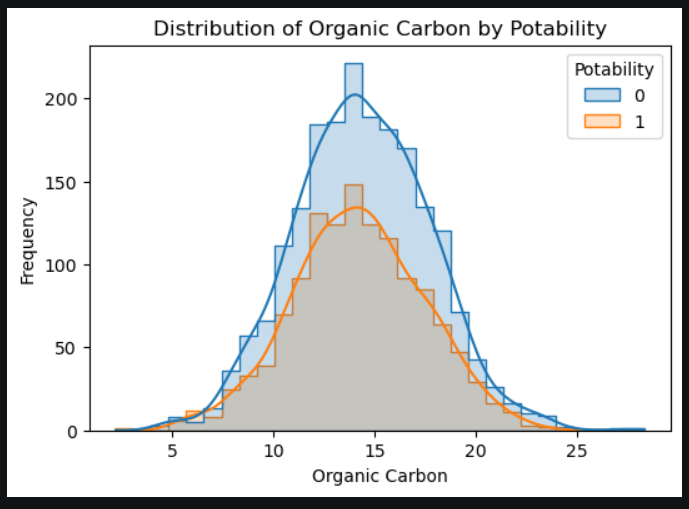 Distribution of Organic Carbon by Potability
Potability
0
1
200
150
100
50
0
Frequency
5 10 15 20 25
Organic Carbon